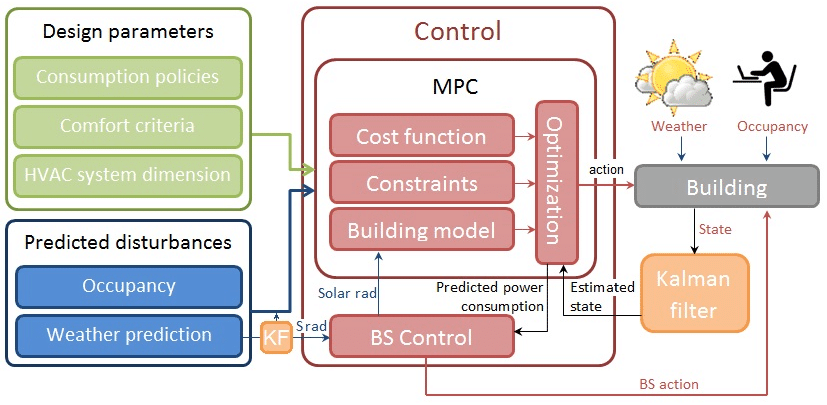 Design parameters
Consumption policies
Comfort criteria
HVAC system dimension
Predicted disturbances
Occupancy
Weather prediction
KF
S rad
Control
MPC
Cost function
Constraints
Building model
Optimization
Solar rad
Predicted power
consumption
Estimated
state
BS Control
action
Weather
Occupancy
Building
State
Kalman
filter
BS action